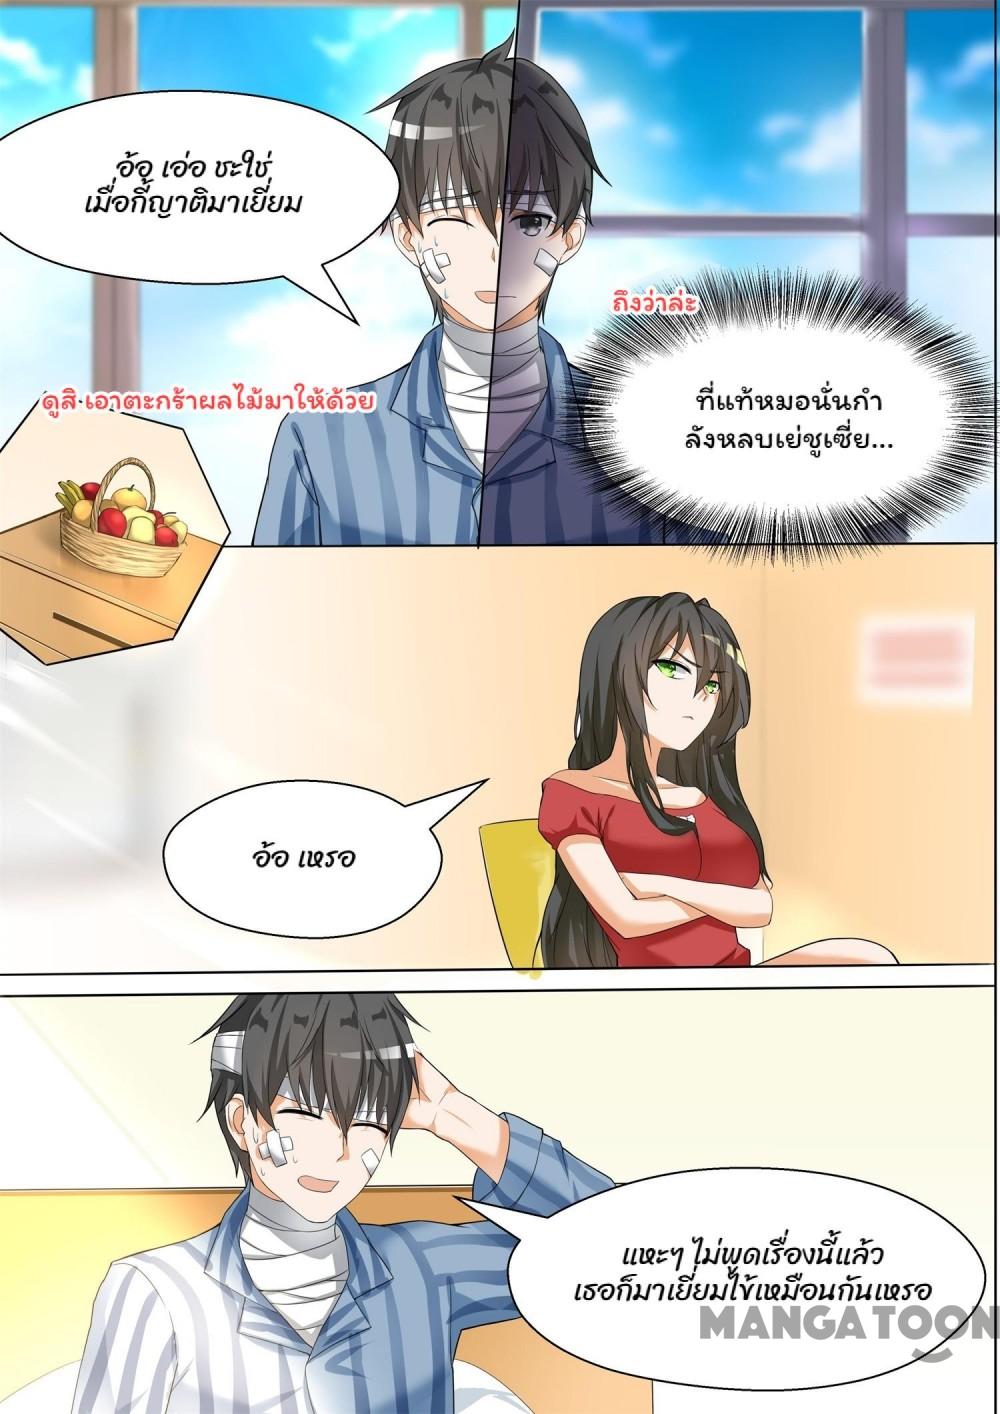 อ้อ เอ่อ ชะใช่
เมื่อกี้ญาติมาเยี่ยม
ถึงว่าล่ะ
ดูสิ เอาตะกร้าผลไม้มาให้ด้วย
ที่แท้หมอนั่นกำ
ลังหลบเย่ชูเซี่ย...
อ้อ เหรอ
แหะๆ ไม่พูดเรื่องนี้แล้ว
เธอก็มาเยี่ยมไข้เหมือนกันเหรอ
MANGATOON